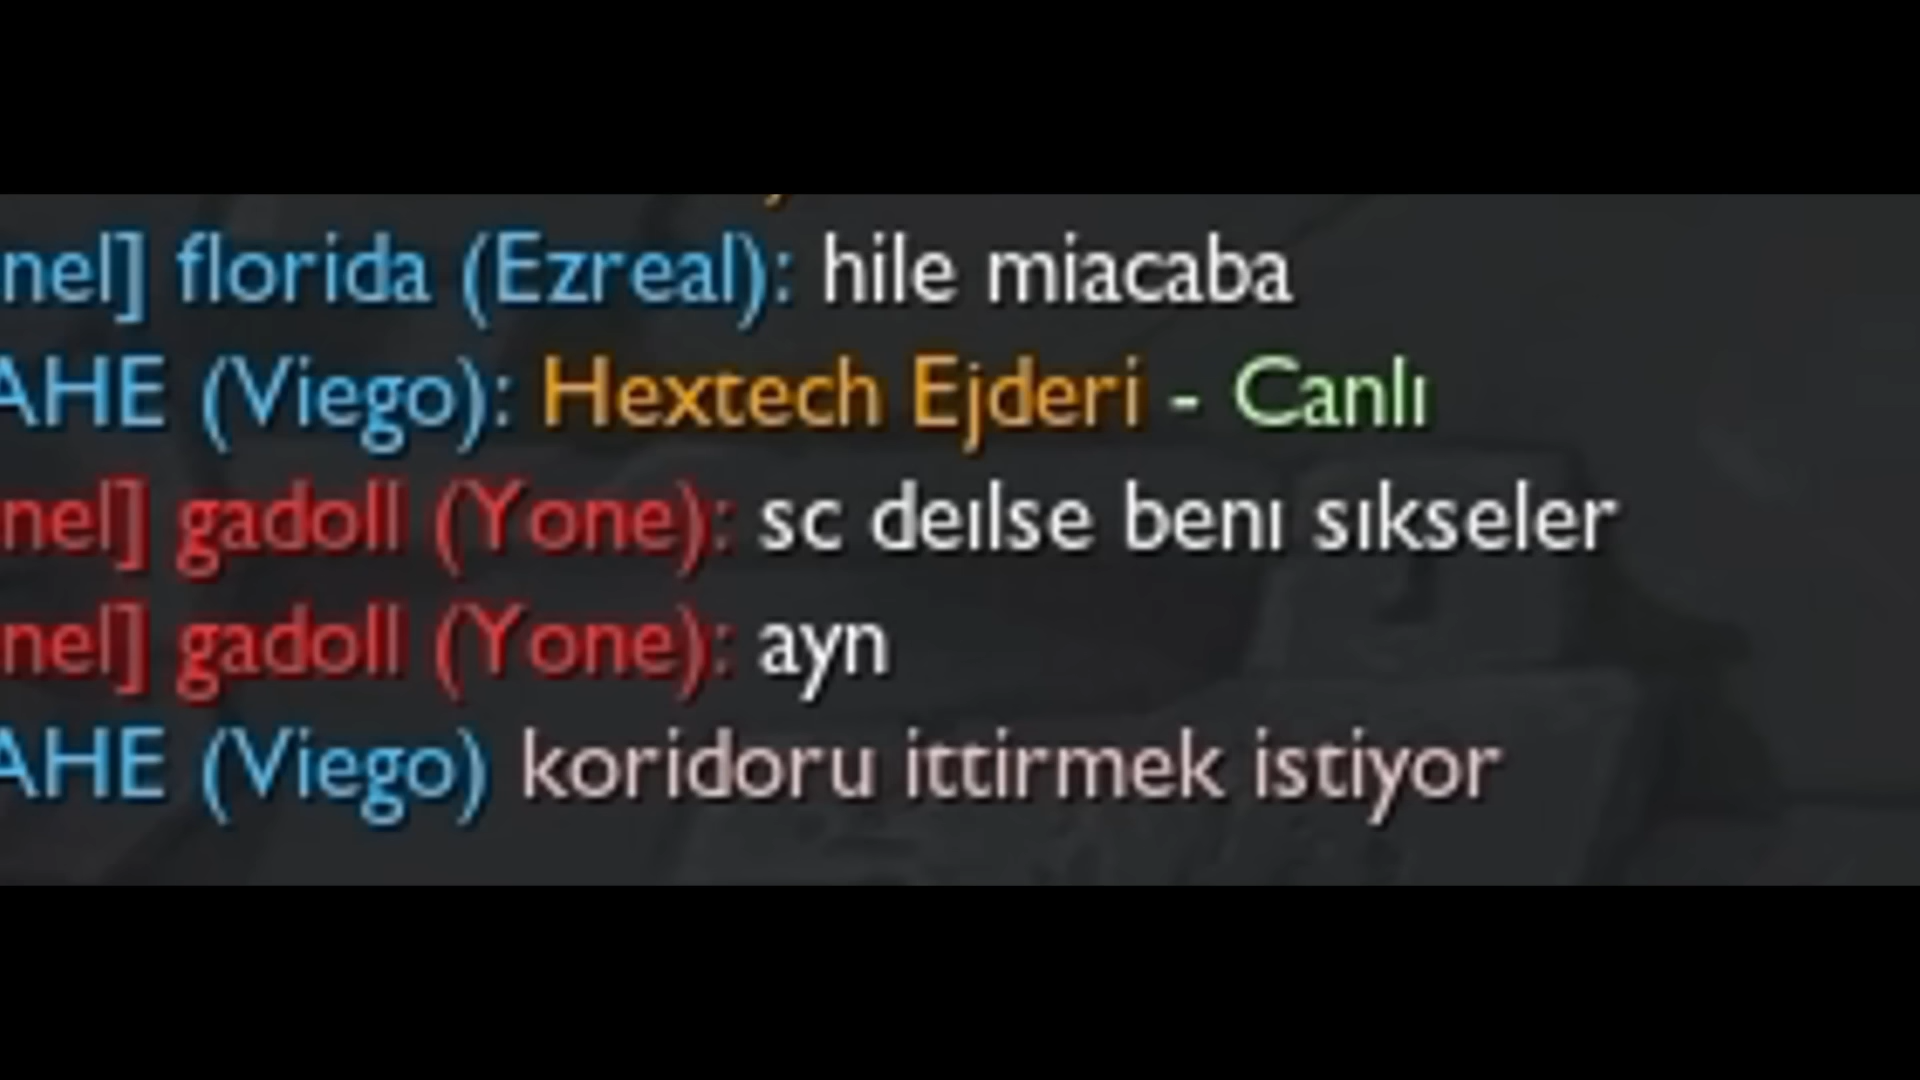 nel] florida (Ezreal): hile miacaba
AHE (Viego): Hextech Ejderi - Canlı
nel] gadoll (Yone): sc deılse benı sıkseler
nel] gadoll (Yone): ayn
AHE (Viego) koridoru ittirmek istiyor